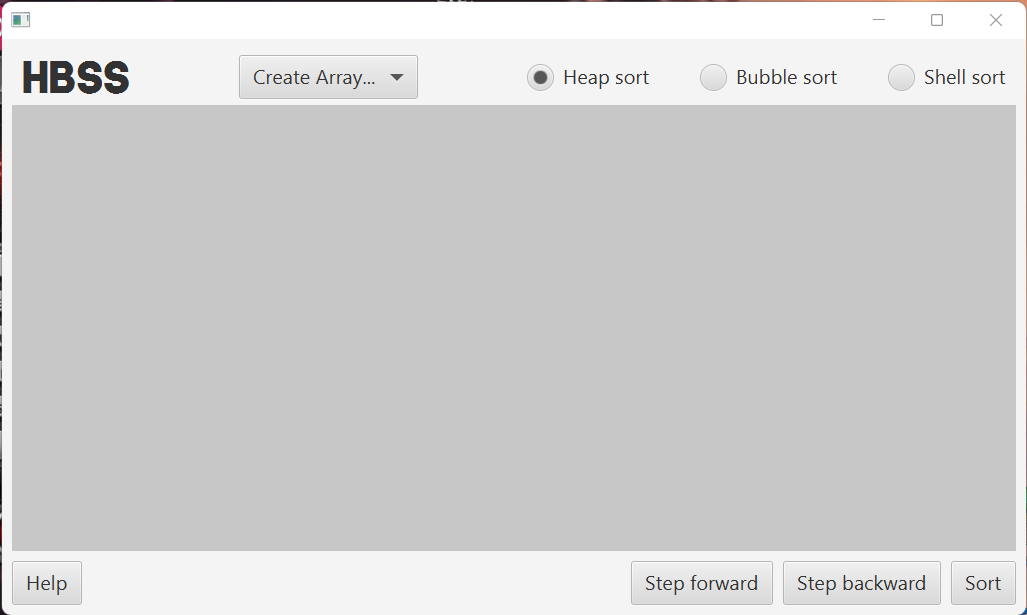 HBSS
Create Array...
Heap sort
Bubble sort
Shell sort
Help
Step forward
Step backward
Sort